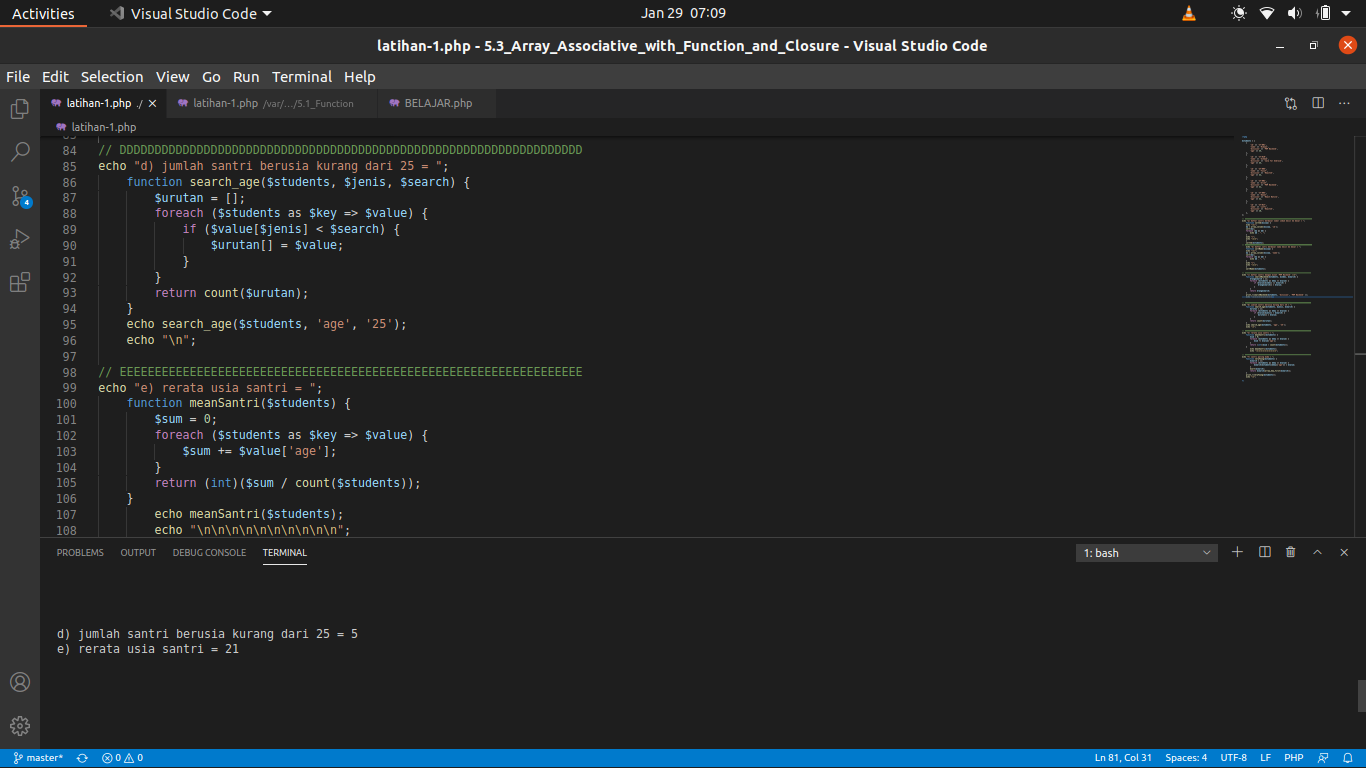 Activities Visual Studio Code Jan 29 07:09
latihan-1.php - 5.3_Array_Associative_with_Function_and_Closure - Visual Studio Code
File Edit Selection View Go Run Terminal Help
latihan-1.php ./ latihan-1.php /var/.../5.1_Function BELAJAR.php
latihan-1.php
84 // DDDDDDDDDDDDDDDDDDDDDDDDDDDDDDDDDDDDDDDDDDDDDDDDDDDDDDDDDDDDDDDDDD
85 echo "d) jumlah santri berusia kurang dari 25 = ";
86 function search_age($students, $jenis, $search) {
87 $urutan = [];
88 foreach ($students as $key => $value) {
89 if ($value[$jenis] < $search) {
90 $urutan[] = $value;
91 }
92 }
93 return count($urutan);
94 }
95 echo search_age($students, 'age', '25');
96 echo "\n";
97
98 // EEEEEEEEEEEEEEEEEEEEEEEEEEEEEEEEEEEEEEEEEEEEEEEEEEEEEEEEEEEEEEEEEE
99 echo "e) rerata usia santri = ";
100 function meanSantri($students) {
101 $sum = 0;
102 foreach ($students as $key => $value) {
103 $sum += $value['age'];
104 }
105 return (int)($sum / count($students));
106 }
107 echo meanSantri($students);
108 echo "\n\n\n\n\n\n\n\n\n\n";
PROBLEMS OUTPUT DEBUG CONSOLE TERMINAL 1: bash
d) jumlah santri berusia kurang dari 25 = 5
e) rerata usia santri = 21
4
master* 0 0 Ln 81, Col 31 Spaces: 4 UTF-8 LF PHP